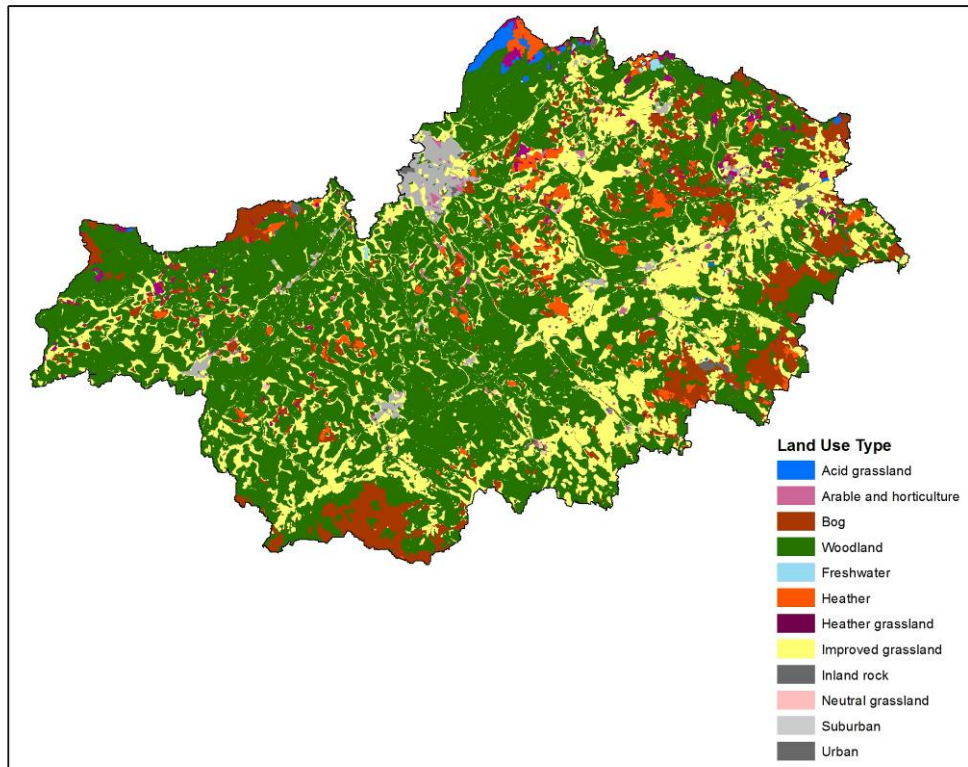 Land Use Type
Acid grassland
Arable and horticulture
Bog
Woodland
Freshwater
Heather
Heather grassland
Improved grassland
Inland rock
Neutral grassland
Suburban
Urban